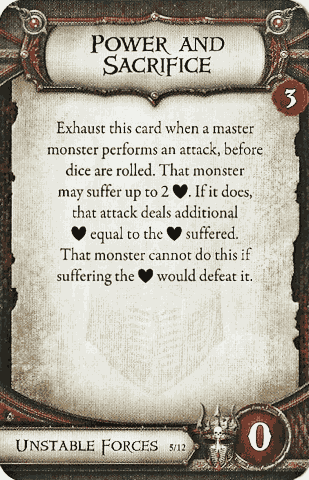 POWER AND
SACRIFICE
3
Exhaust this card when a master
monster performs an attack, before
dice are rolled. That monster
may suffer up to 2 ♥. If it does,
that attack deals additional
♥ equal to the ♥ suffered.
That monster cannot do this if
suffering the ♥ would defeat it.
UNSTABLE FORCES 5/12
0